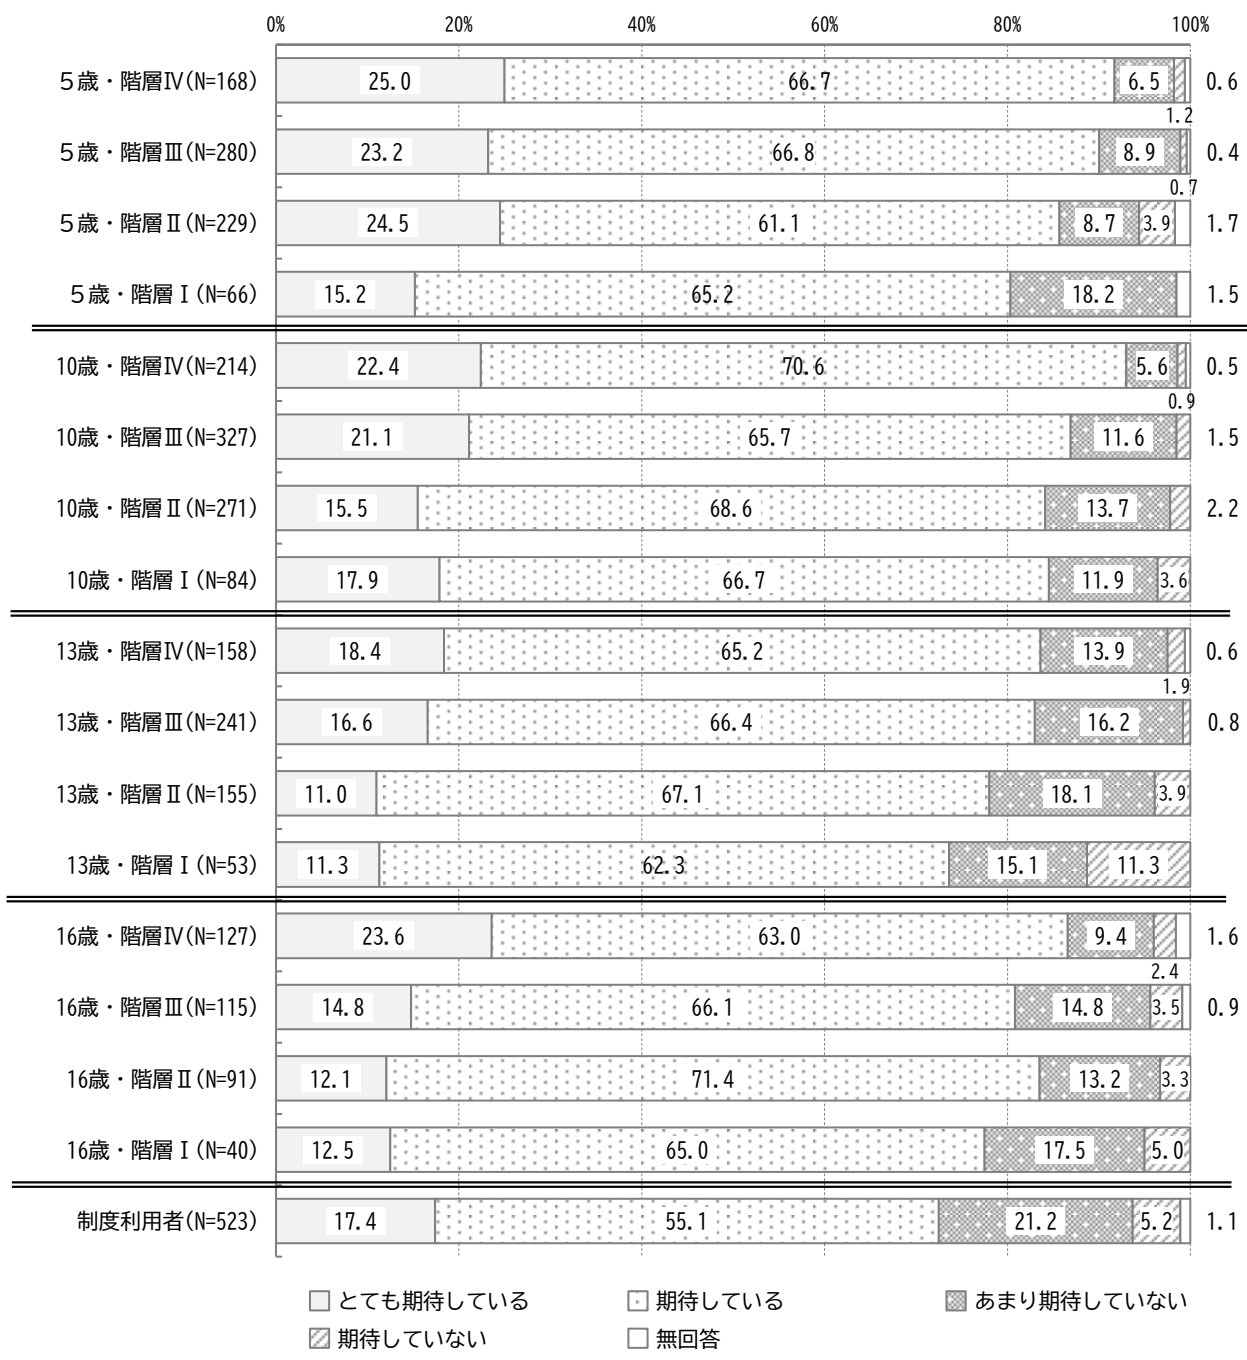 0% 20% 40% 60% 80% 100%
5歳・階層Ⅳ(N=168) 25.0 66.7 6.5 0.6
1.2
5歳・階層Ⅲ(N=280) 23.2 66.8 8.9 0.4
0.7
5歳・階層Ⅱ(N=229) 24.5 61.1 8.7 3.9 1.7
5歳・階層Ⅰ(N=66) 15.2 65.2 18.2 1.5
10歳・階層Ⅳ(N=214) 22.4 70.6 5.6 0.5
0.9
10歳・階層Ⅲ(N=327) 21.1 65.7 11.6 1.5
10歳・階層Ⅱ(N=271) 15.5 68.6 13.7 2.2
10歳・階層Ⅰ(N=84) 17.9 66.7 11.9 3.6
13歳・階層Ⅳ(N=158) 18.4 65.2 13.9 0.6
1.9
13歳・階層Ⅲ(N=241) 16.6 66.4 16.2 0.8
13歳・階層Ⅱ(N=155) 11.0 67.1 18.1 3.9
13歳・階層Ⅰ(N=53) 11.3 62.3 15.1 11.3
16歳・階層Ⅳ(N=127) 23.6 63.0 9.4 1.6
2.4
16歳・階層Ⅲ(N=115) 14.8 66.1 14.8 3.5 0.9
16歳・階層Ⅱ(N=91) 12.1 71.4 13.2 3.3
16歳・階層Ⅰ(N=40) 12.5 65.0 17.5 5.0
制度利用者(N=523) 17.4 55.1 21.2 5.2 1.1
とても期待している 期待している あまり期待していない
期待していない 無回答